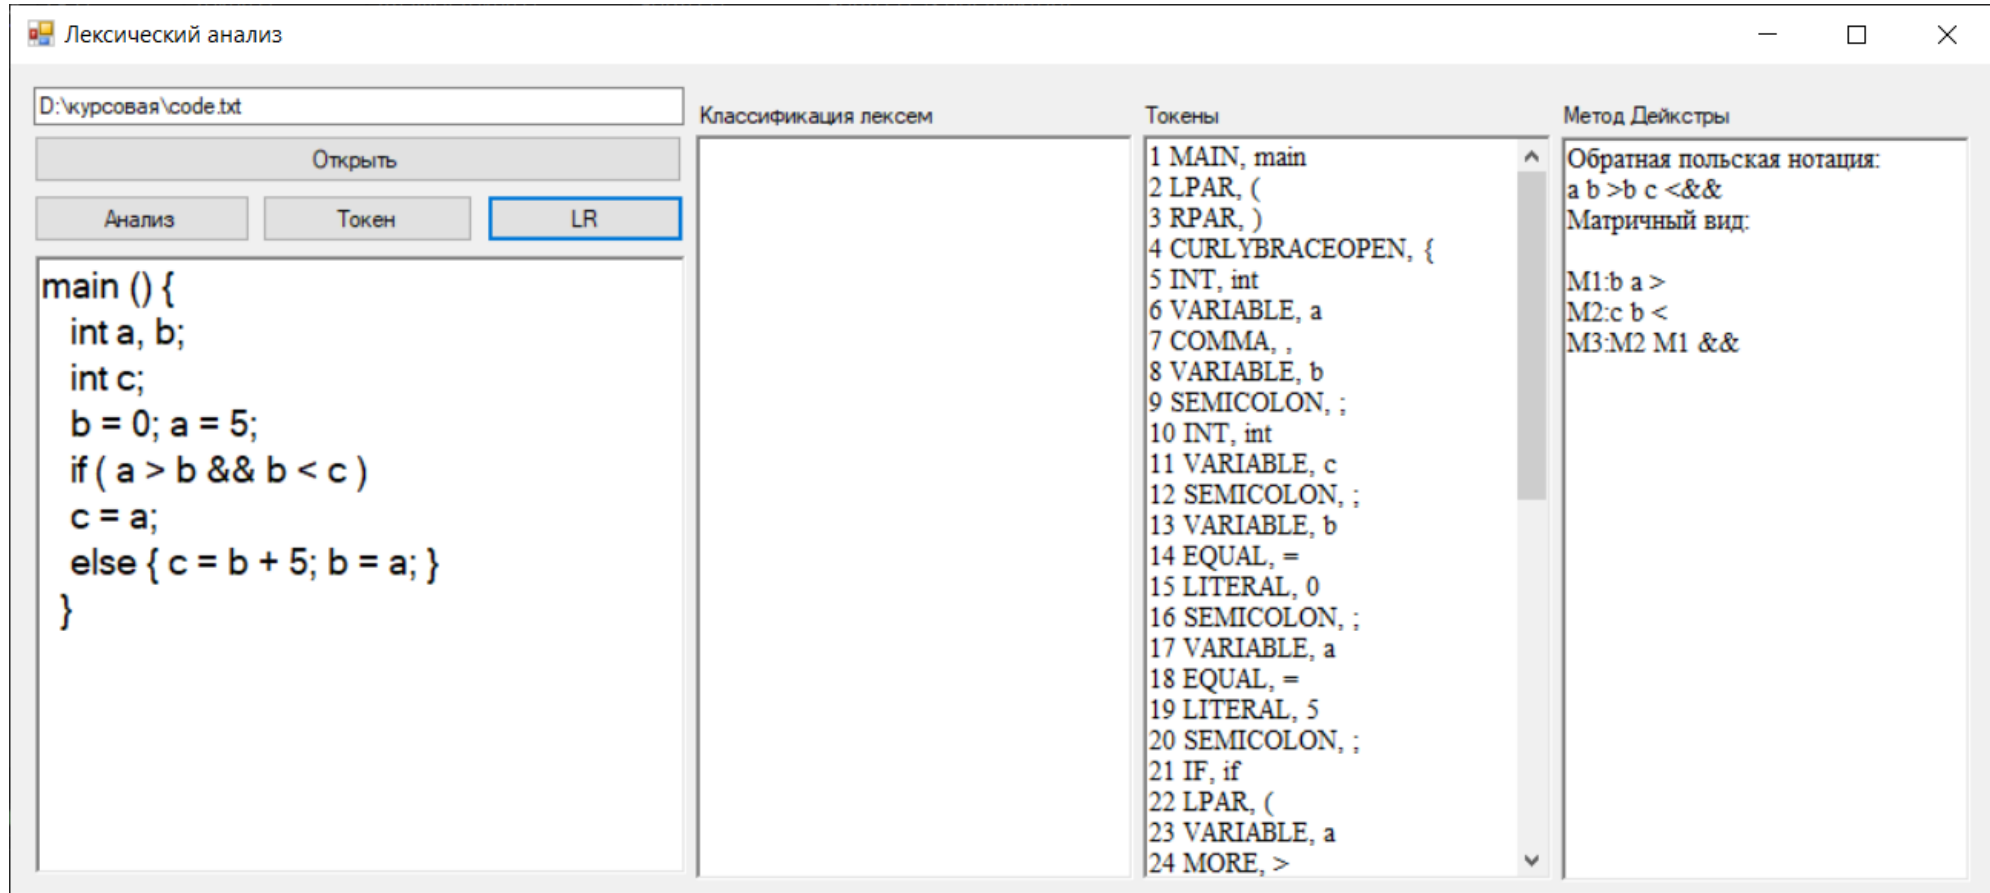 Лексический анализ
D:\курсовая\code.txt
Открыть
Анализ
Токен
LR
main () {
int a, b;
int c;
b = 0; a = 5;
if ( a > b && b < c )
c = a;
else { c = b + 5; b = a; }
}
Классификация лексем
Токены
1 MAIN, main
2 LPAR, (
3 RPAR, )
4 CURLYBRACEOPEN, {
5 INT, int
6 VARIABLE, a
7 COMMA, ,
8 VARIABLE, b
9 SEMICOLON, ;
10 INT, int
11 VARIABLE, c
12 SEMICOLON, ;
13 VARIABLE, b
14 EQUAL, =
15 LITERAL, 0
16 SEMICOLON, ;
17 VARIABLE, a
18 EQUAL, =
19 LITERAL, 5
20 SEMICOLON, ;
21 IF, if
22 LPAR, (
23 VARIABLE, a
24 MORE, >
Метод Дейкстры
Обратная польская нотация:
a b >b c <&&
Матричный вид:
M1:b a >
M2:c b <
M3:M2 M1 &&